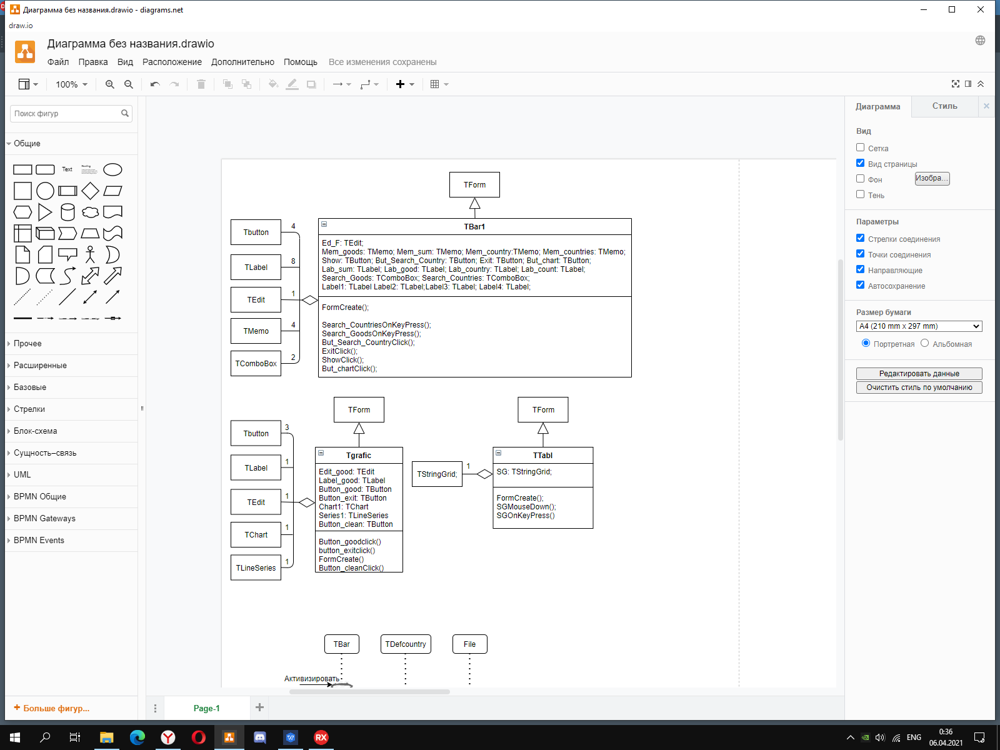 Диаграмма без названия.drawio - diagrams.net
draw.io
Диаграмма без названия.drawio
Файл Правка Вид Расположение Дополнительно Помощь Все изменения сохранены
100%
Поиск фигур
Общие
Text
Heading
Прочее
Расширенные
Базовые
Стрелки
Блок-схема
Сущность–связь
UML
BPMN Общие
BPMN Gateways
BPMN Events
+ Больше фигур...
TForm
Tbutton
4
TLabel
8
TEdit
1
TMemo
4
TComboBox
2
TBar1
Ed_F: TEdit;
Mem_goods: TMemo; Mem_sum: TMemo; Mem_country:TMemo; Mem_countries: TMemo;
Show: TButton; But_Search_Country: TButton; Exit: TButton; But_chart: TButton;
Lab_sum: TLabel; Lab_good: TLabel; Lab_country: TLabel; Lab_count: TLabel;
Search_Goods: TComboBox; Search_Countries: TComboBox;
Label1: TLabel Label2: TLabel;Label3: TLabel; Label4: TLabel;
FormCreate();
Search_CountriesOnKeyPress();
Search_GoodsOnKeyPress();
But_Search_CountryClick();
ExitClick();
ShowClick();
But_chartClick();
TForm
Tbutton
3
TLabel
1
TEdit
1
TChart
1
TLineSeries
1
Tgrafic
Edit_good: TEdit
Label_good: TLabel
Button_good: TButton
Button_exit: TButton
Chart1: TChart
Series1: TLineSeries
Button_clean: TButton
Button_goodclick()
button_exitclick()
FormCreate()
Button_cleanClick()
TForm
TStringGrid;
1
TTabl
SG: TStringGrid;
FormCreate();
SGMouseDown();
SGOnKeyPress()
TBar
TDefcountry
File
Активизировать
Page-1
Диаграмма
Стиль
Вид
Сетка
Вид страницы
Фон
Изобра...
Тень
Параметры
Стрелки соединения
Точки соединения
Направляющие
Автосохранение
Размер бумаги
A4 (210 mm x 297 mm)
Портретная Альбомная
Редактировать данные
Очистить стиль по умолчанию
RX
ENG
0:36
06.04.2021